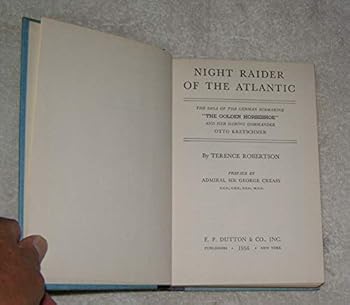 NIGHT RAIDER
OF THE ATLANTIC
THE SAGA OF THE GERMAN SUBMARINE
"THE GOLDEN HORSESHOE"
AND HER DARING COMMANDER
OTTO KRETSCHMER
By TERENCE ROBERTSON
PREFACE BY
ADMIRAL SIR GEORGE CREASY
E. P. DUTTON & CO., INC.
PUBLISHERS • 1956 • NEW YORK